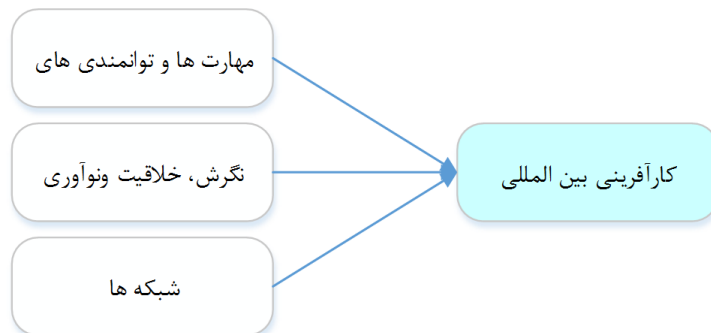 مهارت ها و توانمندی های
نگرش، خلاقیت ونوآوری
کارآفرینی بین المللی
شبکه ها